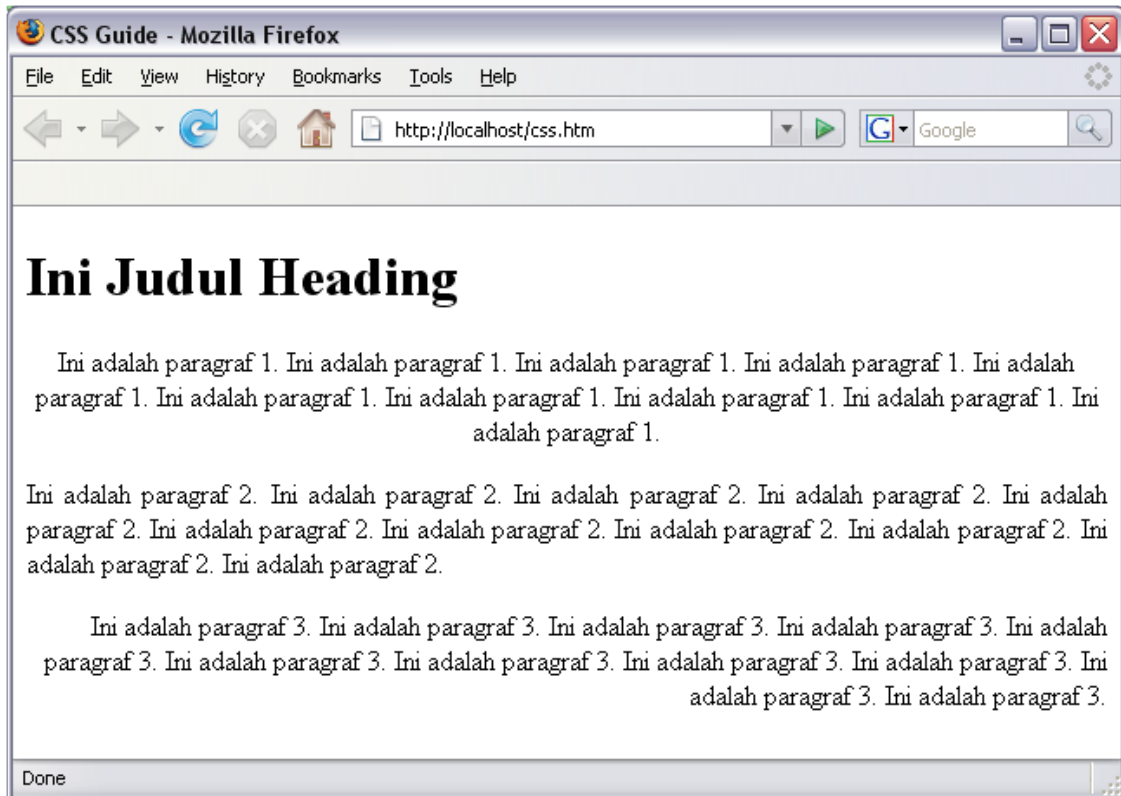 CSS Guide - Mozilla Firefox
File Edit View History Bookmarks Tools Help
http://localhost/css.htm G Google
Ini Judul Heading
Ini adalah paragraf 1. Ini adalah paragraf 1. Ini adalah paragraf 1. Ini adalah paragraf 1. Ini adalah
paragraf 1. Ini adalah paragraf 1. Ini adalah paragraf 1. Ini adalah paragraf 1. Ini adalah paragraf 1. Ini
adalah paragraf 1.
Ini adalah paragraf 2. Ini adalah paragraf 2. Ini adalah paragraf 2. Ini adalah paragraf 2. Ini adalah
paragraf 2. Ini adalah paragraf 2. Ini adalah paragraf 2. Ini adalah paragraf 2. Ini adalah paragraf 2. Ini
adalah paragraf 2. Ini adalah paragraf 2.
Ini adalah paragraf 3. Ini adalah paragraf 3. Ini adalah paragraf 3. Ini adalah paragraf 3. Ini adalah
paragraf 3. Ini adalah paragraf 3. Ini adalah paragraf 3. Ini adalah paragraf 3. Ini adalah paragraf 3. Ini
adalah paragraf 3. Ini adalah paragraf 3.
Done